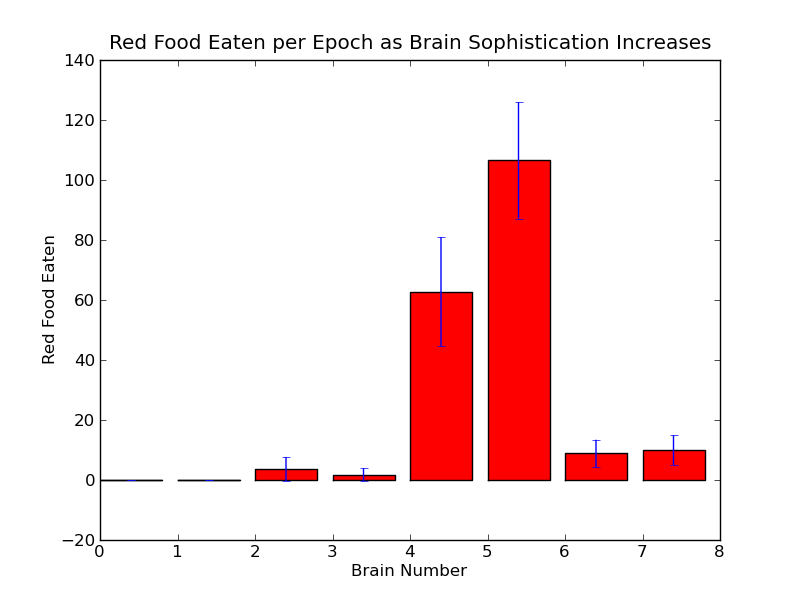 Red Food Eaten per Epoch as Brain Sophistication Increases
140
120
100
80
60
40
20
0
−20
Red Food Eaten
0 1 2 3 4 5 6 7 8
Brain Number